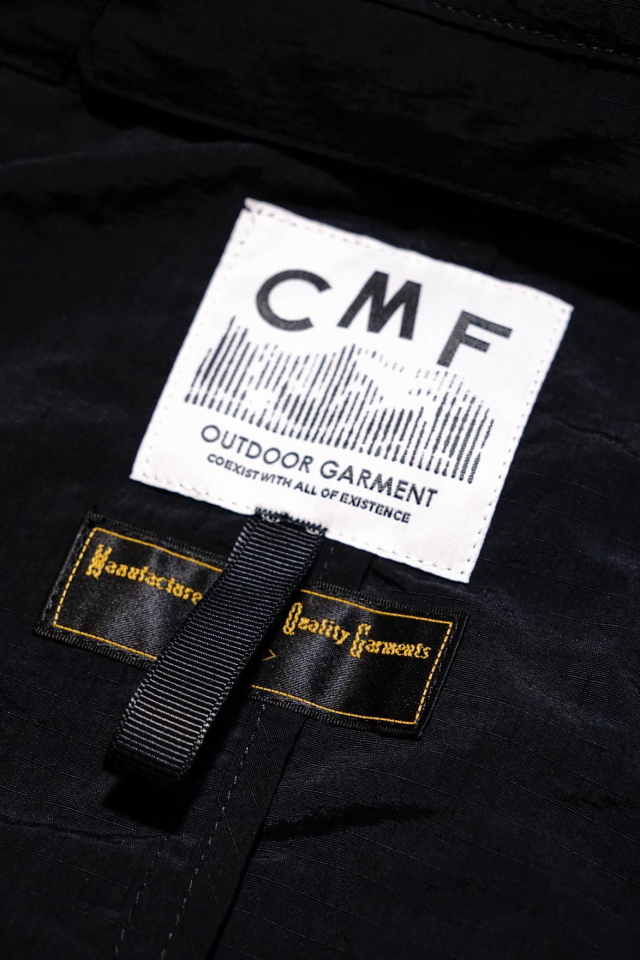 CMF
OUTDOOR GARMENT
COEXIST WITH ALL OF EXISTENCE
Manufacture Quality Garments